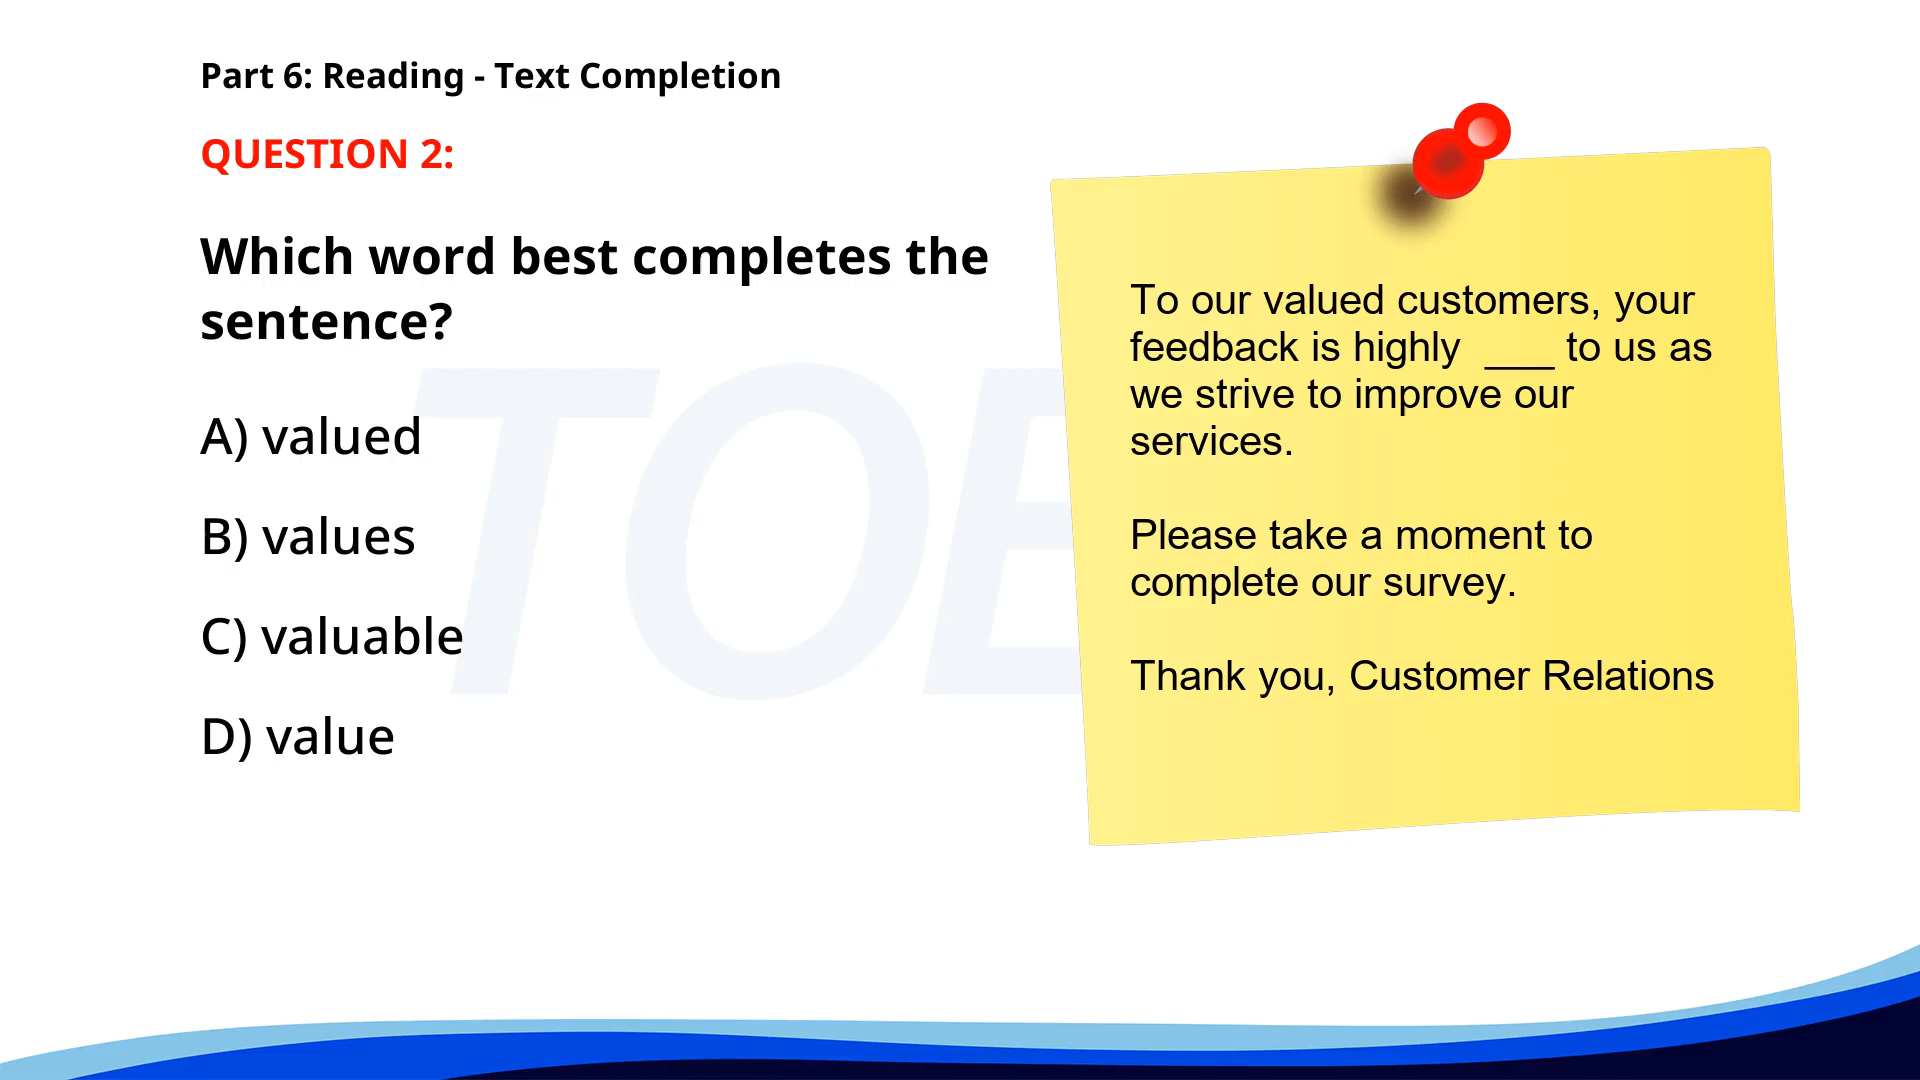 Part 6: Reading - Text Completion
QUESTION 2:
Which word best completes the
sentence?
A) valued
B) values
C) valuable
D) value
To our valued customers, your
feedback is highly ___ to us as
we strive to improve our
services.
Please take a moment to
complete our survey.
Thank you, Customer Relations